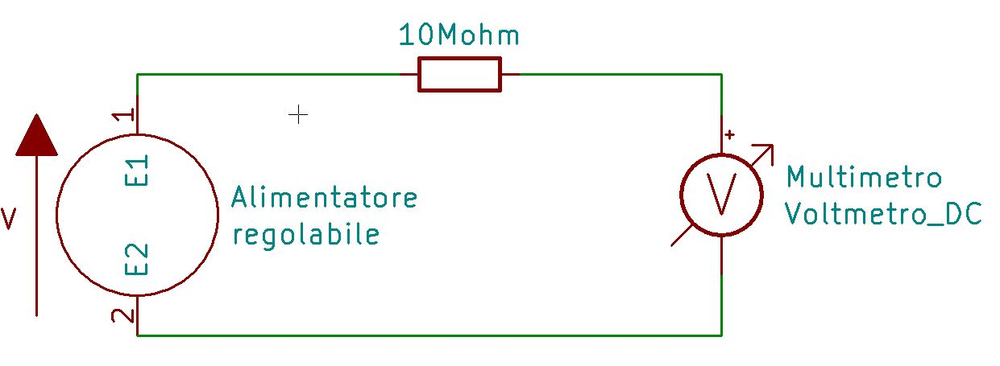 10Mohm
1
+
E1
Alimentatore
regolabile
V
E2
2
V
Multimetro
Voltmetro_DC